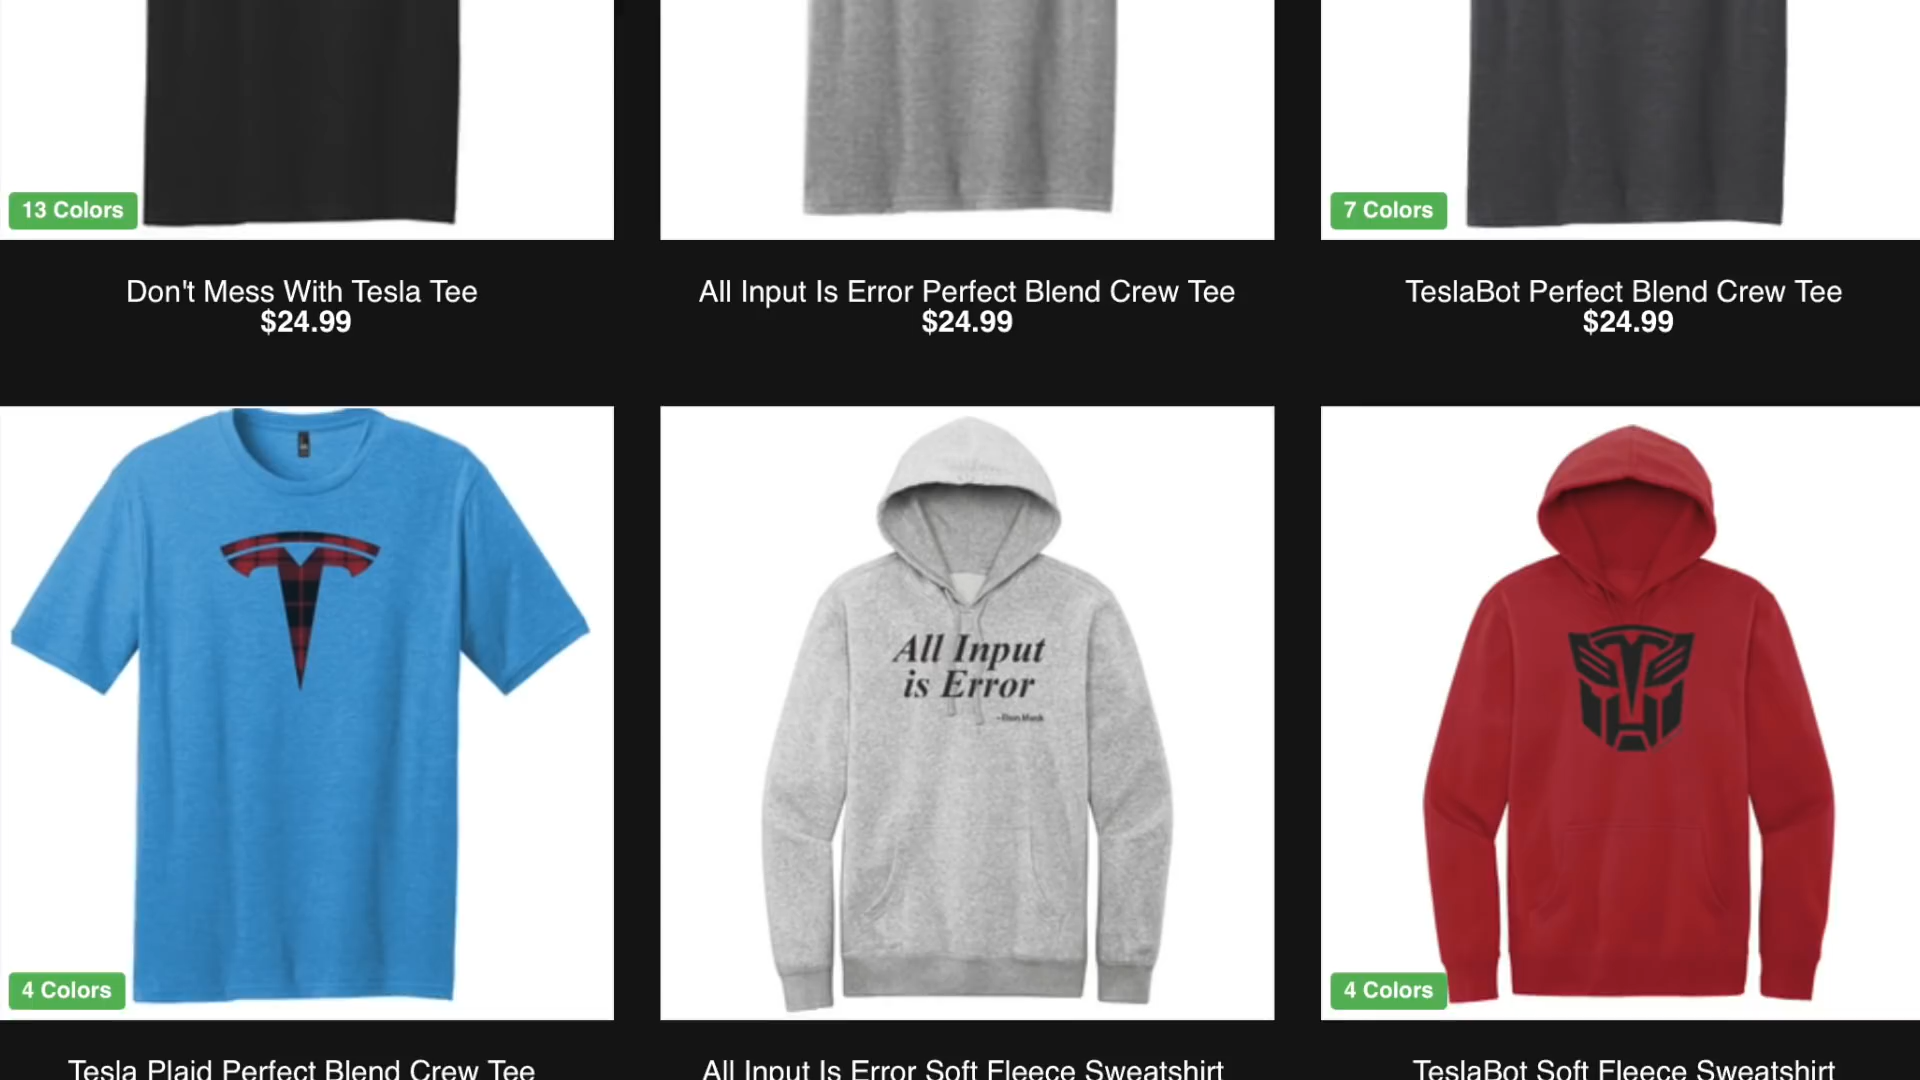 13 Colors
7 Colors
Don't Mess With Tesla Tee
$24.99
All Input Is Error Perfect Blend Crew Tee
$24.99
TeslaBot Perfect Blend Crew Tee
$24.99
All Input
is Error
~Elon Musk
4 Colors
4 Colors
Tesla Plaid Perfect Blend Crew Tee
All Input Is Error Soft Fleece Sweatshirt
TeslaBot Soft Fleece Sweatshirt